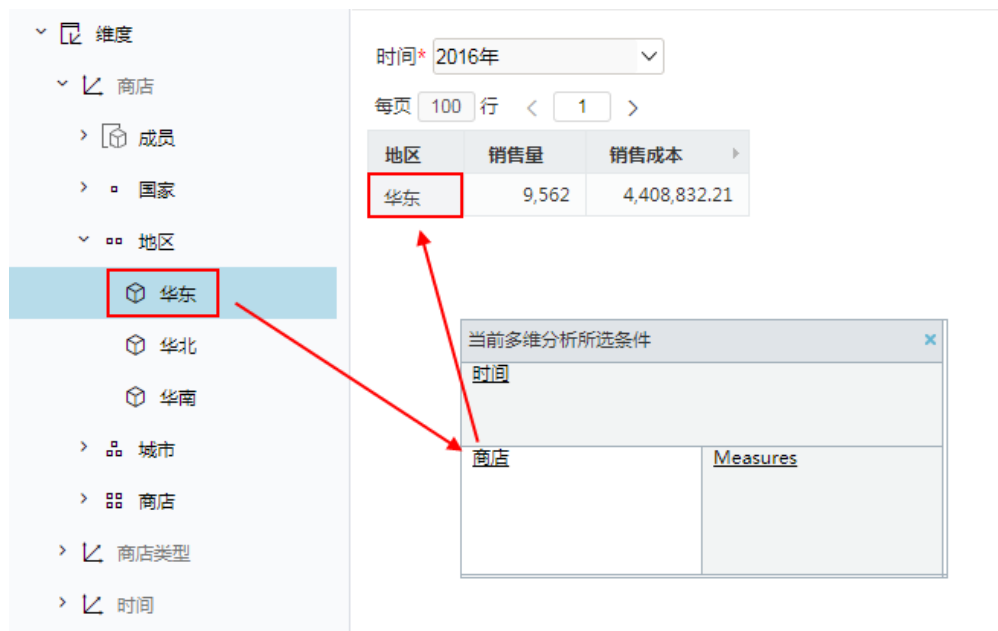 维度
商店
成员
国家
地区
华东
华北
华南
城市
商店
商店类型
时间
时间* 2016年
每页 100 行 < 1 >
地区 销售量 销售成本
华东 9,562 4,408,832.21
当前多维分析所选条件 ×
时间
商店 Measures